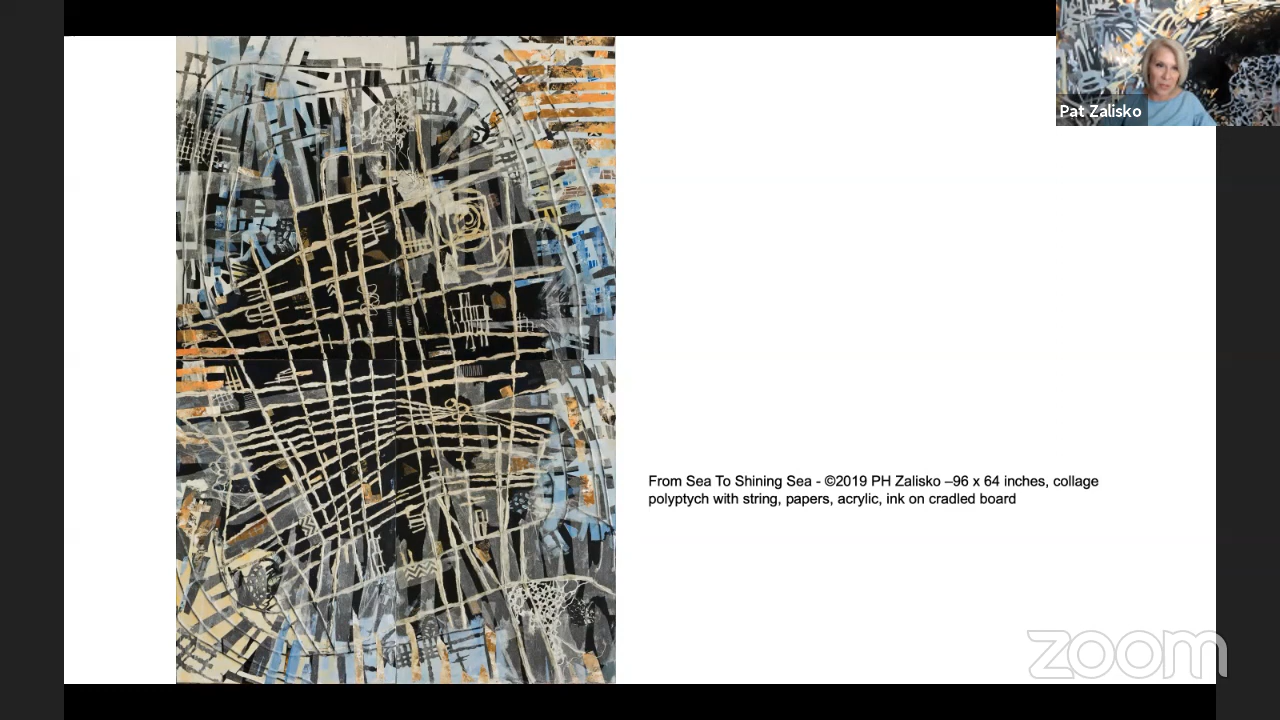 Pat Zalisko
From Sea To Shining Sea - ©2019 PH Zalisko –96 x 64 inches, collage
polyptych with string, papers, acrylic, ink on cradled board
zoom